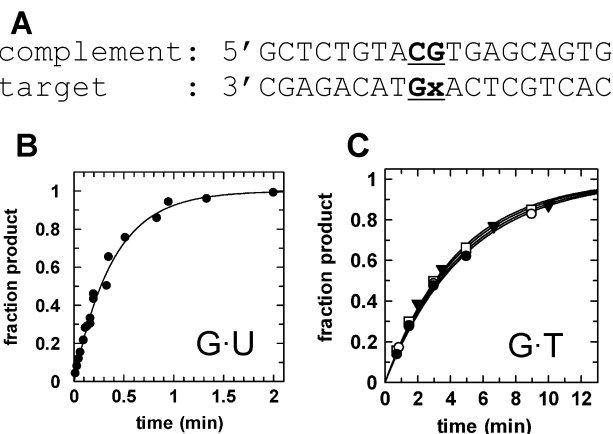 A
complement: 5′GCTCTGTACGTGAGCAGTG
target : 3′CGAGACATGxACTCGTCAC
B
C
fraction product
1
0.8
0.6
0.4
0.2
0
G·U
0
0.5
1
1.5
2
time (min)
fraction product
1
0.8
0.6
0.4
0.2
0
G·T
0
2
4
6
8
10
12
time (min)